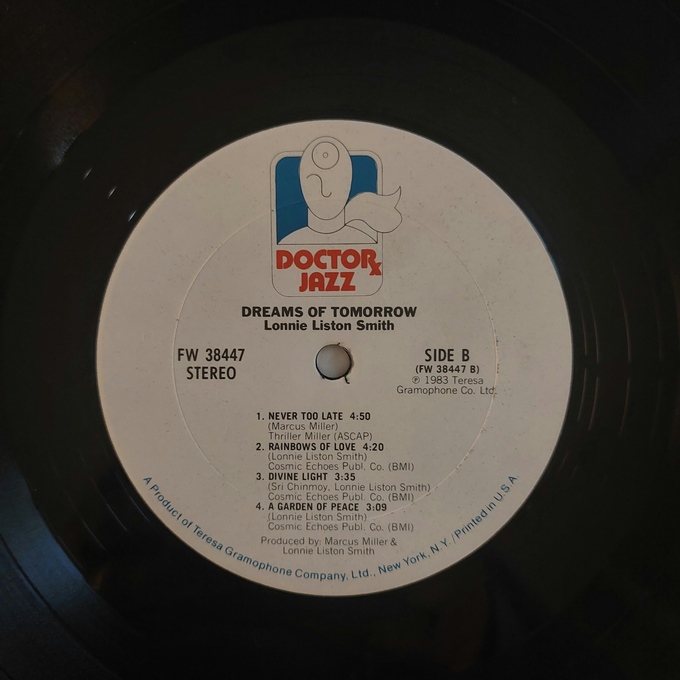 DOCTOR
JAZZ
DREAMS OF TOMORROW
Lonnie Liston Smith
FW 38447
STEREO
SIDE B
(FW 38447 B)
℗ 1983 Teresa
Gramophone Co. Ltd.
1. NEVER TOO LATE 4:50
(Marcus Miller)
Thriller Miller (ASCAP)
2. RAINBOWS OF LOVE 4:20
(Lonnie Liston Smith)
Cosmic Echoes Publ. Co. (BMI)
3. DIVINE LIGHT 3:35
(Sri Chinmoy, Lonnie Liston Smith)
Cosmic Echoes Publ. Co. (BMI)
4. A GARDEN OF PEACE 3:09
(Lonnie Liston Smith)
Cosmic Echoes Publ. Co. (BMI)
Produced by: Marcus Miller &
Lonnie Liston Smith
A Product of Teresa Gramophone Company, Ltd., New York, N.Y./Printed in U.S.A